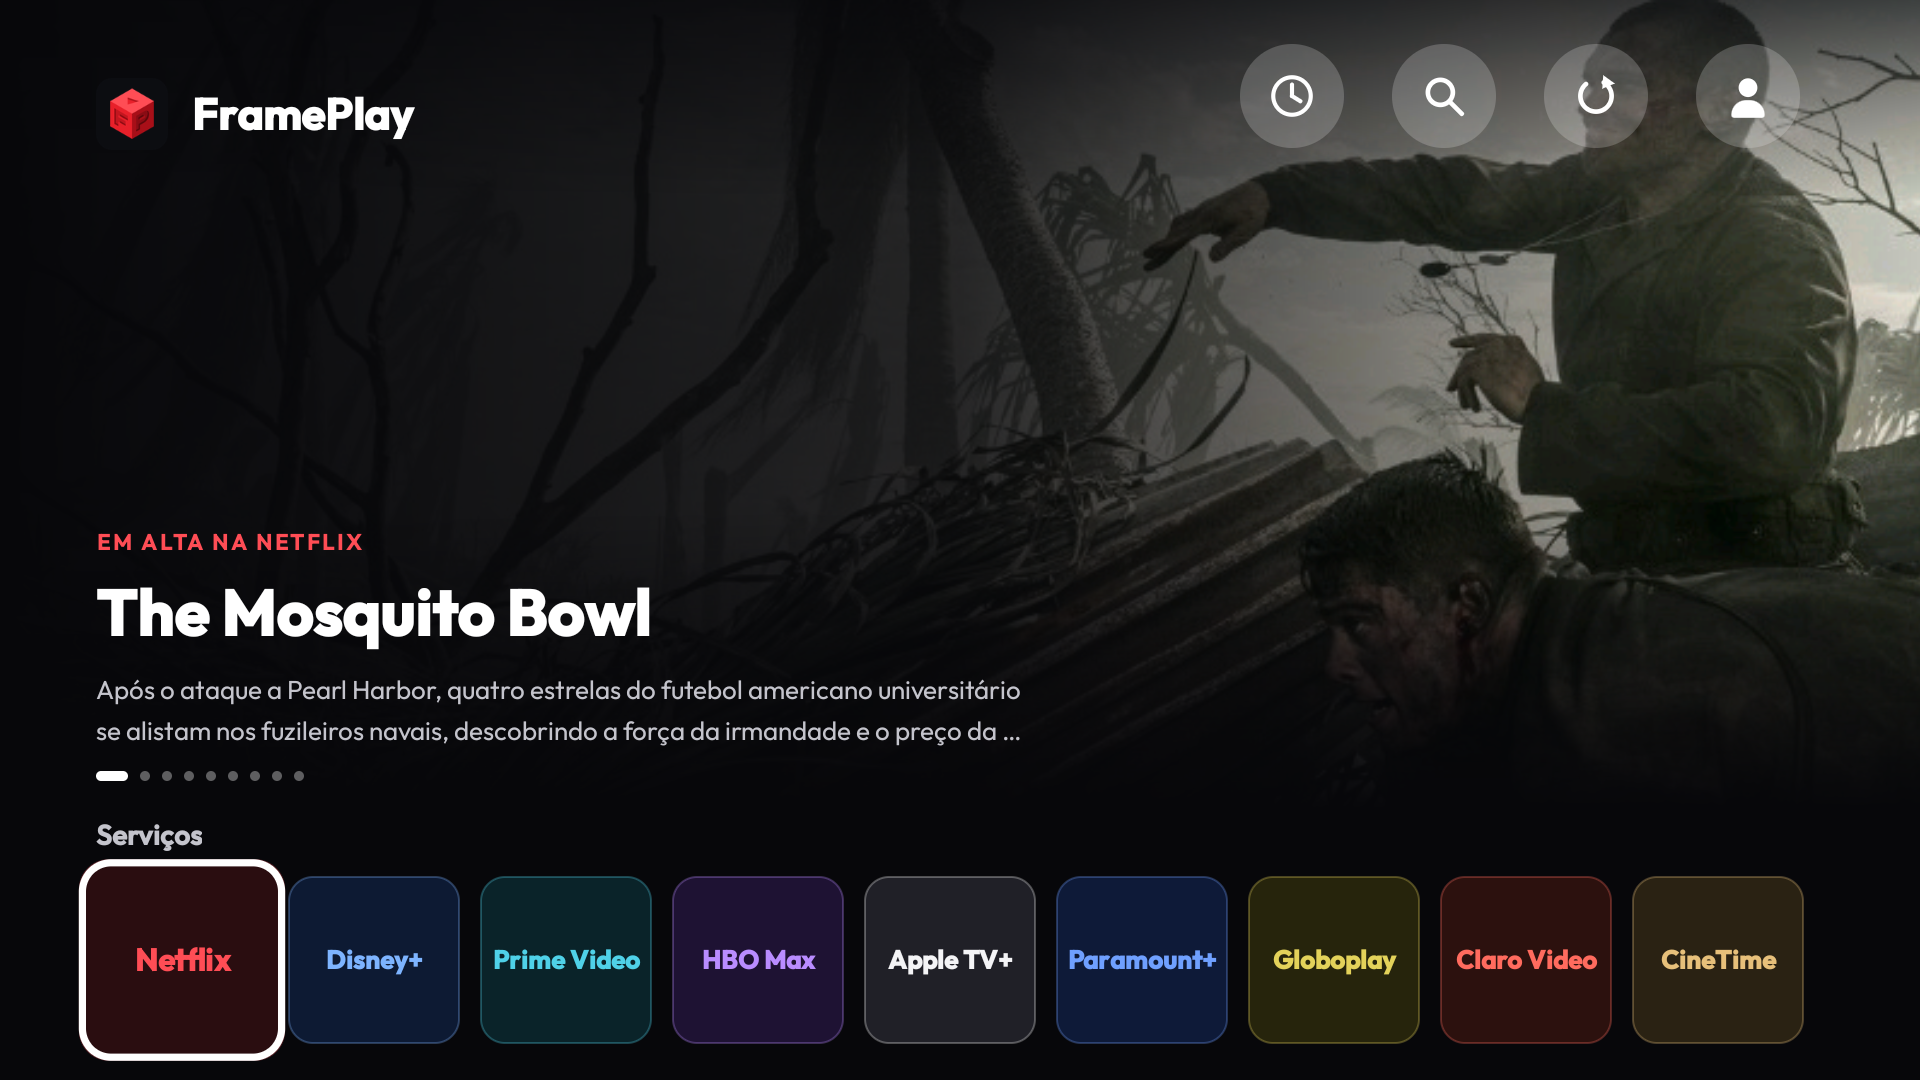 FramePlay
EM ALTA NA NETFLIX
The Mosquito Bowl
Após o ataque a Pearl Harbor, quatro estrelas do futebol americano universitário
se alistam nos fuzileiros navais, descobrindo a força da irmandade e o preço da ...
Serviços
Netflix
Disney+
Prime Video
HBO Max
Apple TV+
Paramount+
Globoplay
Claro Video
CineTime